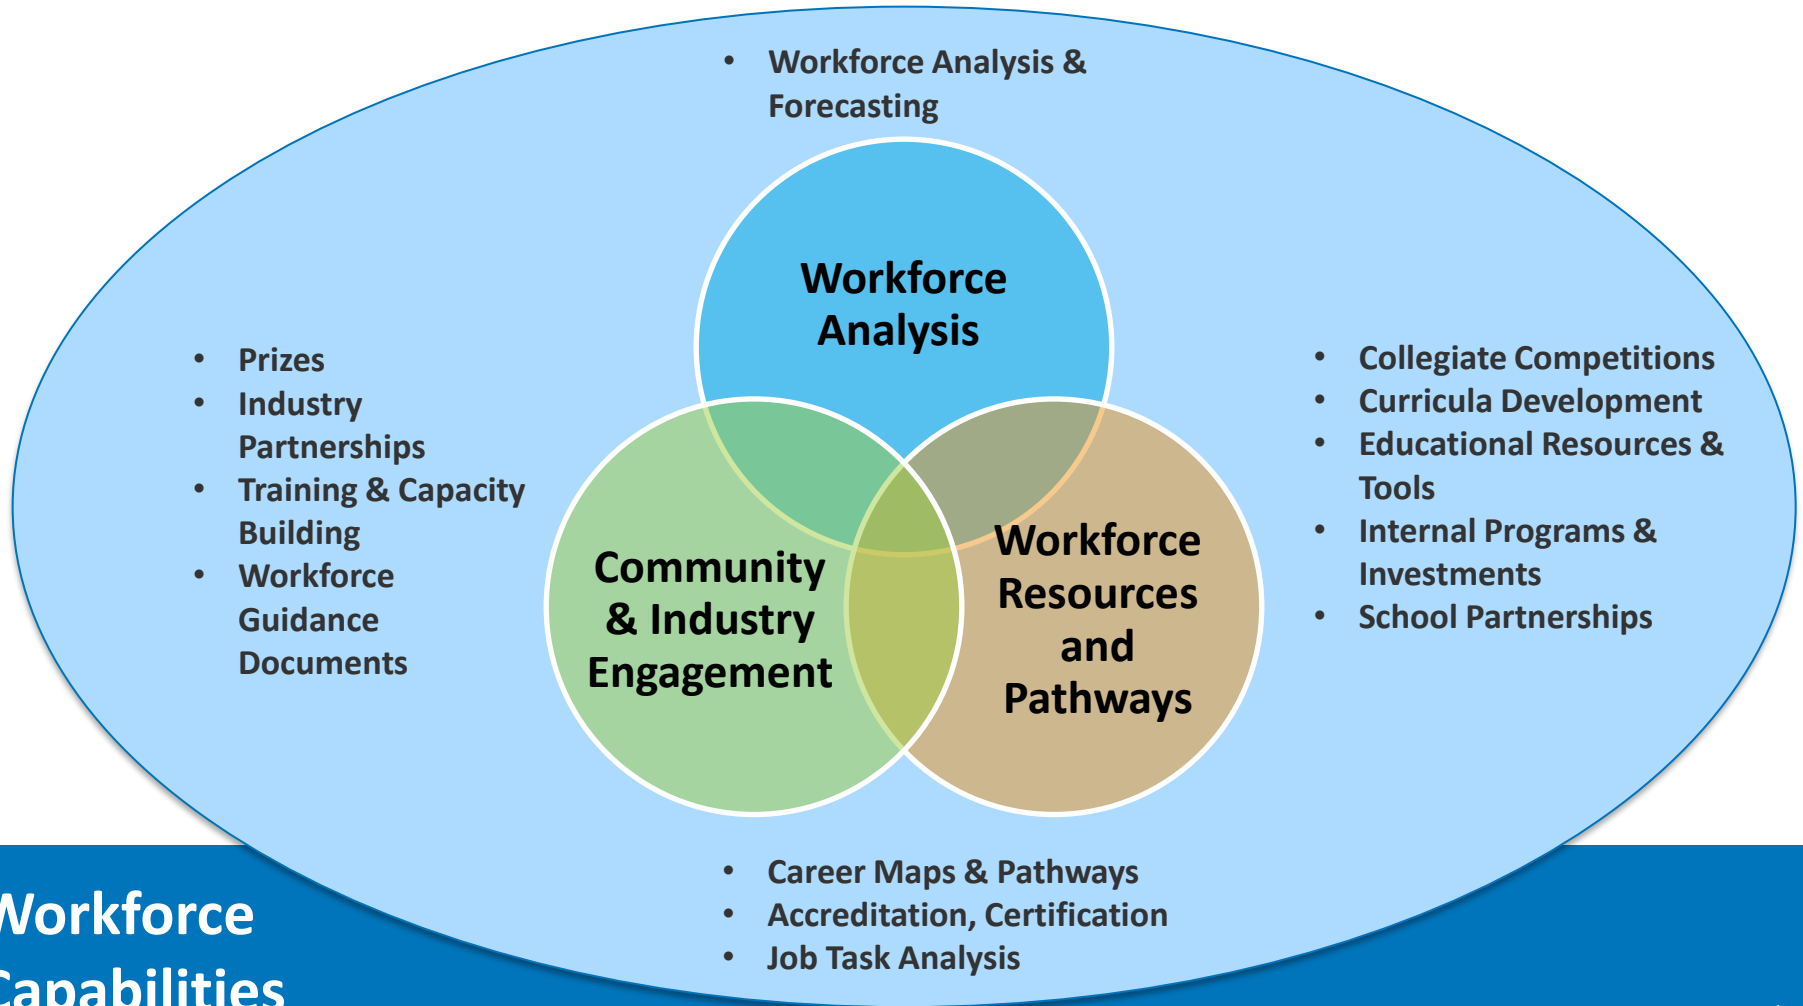 • Workforce Analysis &
Forecasting
Workforce
Analysis
• Prizes
• Industry
Partnerships
• Training & Capacity
Building
• Workforce
Guidance
Documents
Community
& Industry
Engagement
Workforce
Resources
and
Pathways
• Collegiate Competitions
• Curricula Development
• Educational Resources &
Tools
• Internal Programs &
Investments
• School Partnerships
• Career Maps & Pathways
• Accreditation, Certification
• Job Task Analysis
Workforce
Capabilities